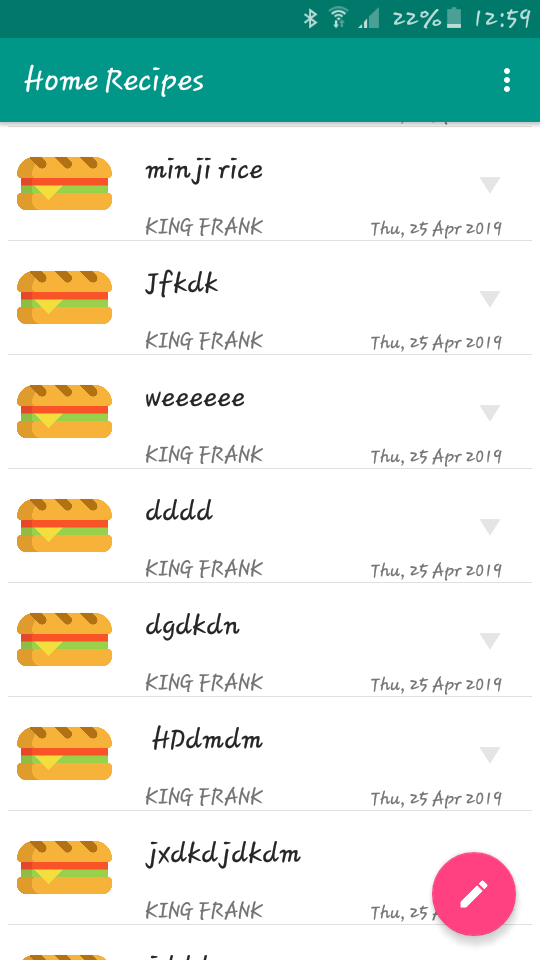 22% 12:59
Home Recipes
minji rice
KING FRANK Thu, 25 Apr 2019
Jfkdk
KING FRANK Thu, 25 Apr 2019
weeeeee
KING FRANK Thu, 25 Apr 2019
dddd
KING FRANK Thu, 25 Apr 2019
dgdkdn
KING FRANK Thu, 25 Apr 2019
HDdmdm
KING FRANK Thu, 25 Apr 2019
jxdkdjdkdm
KING FRANK Thu, 25